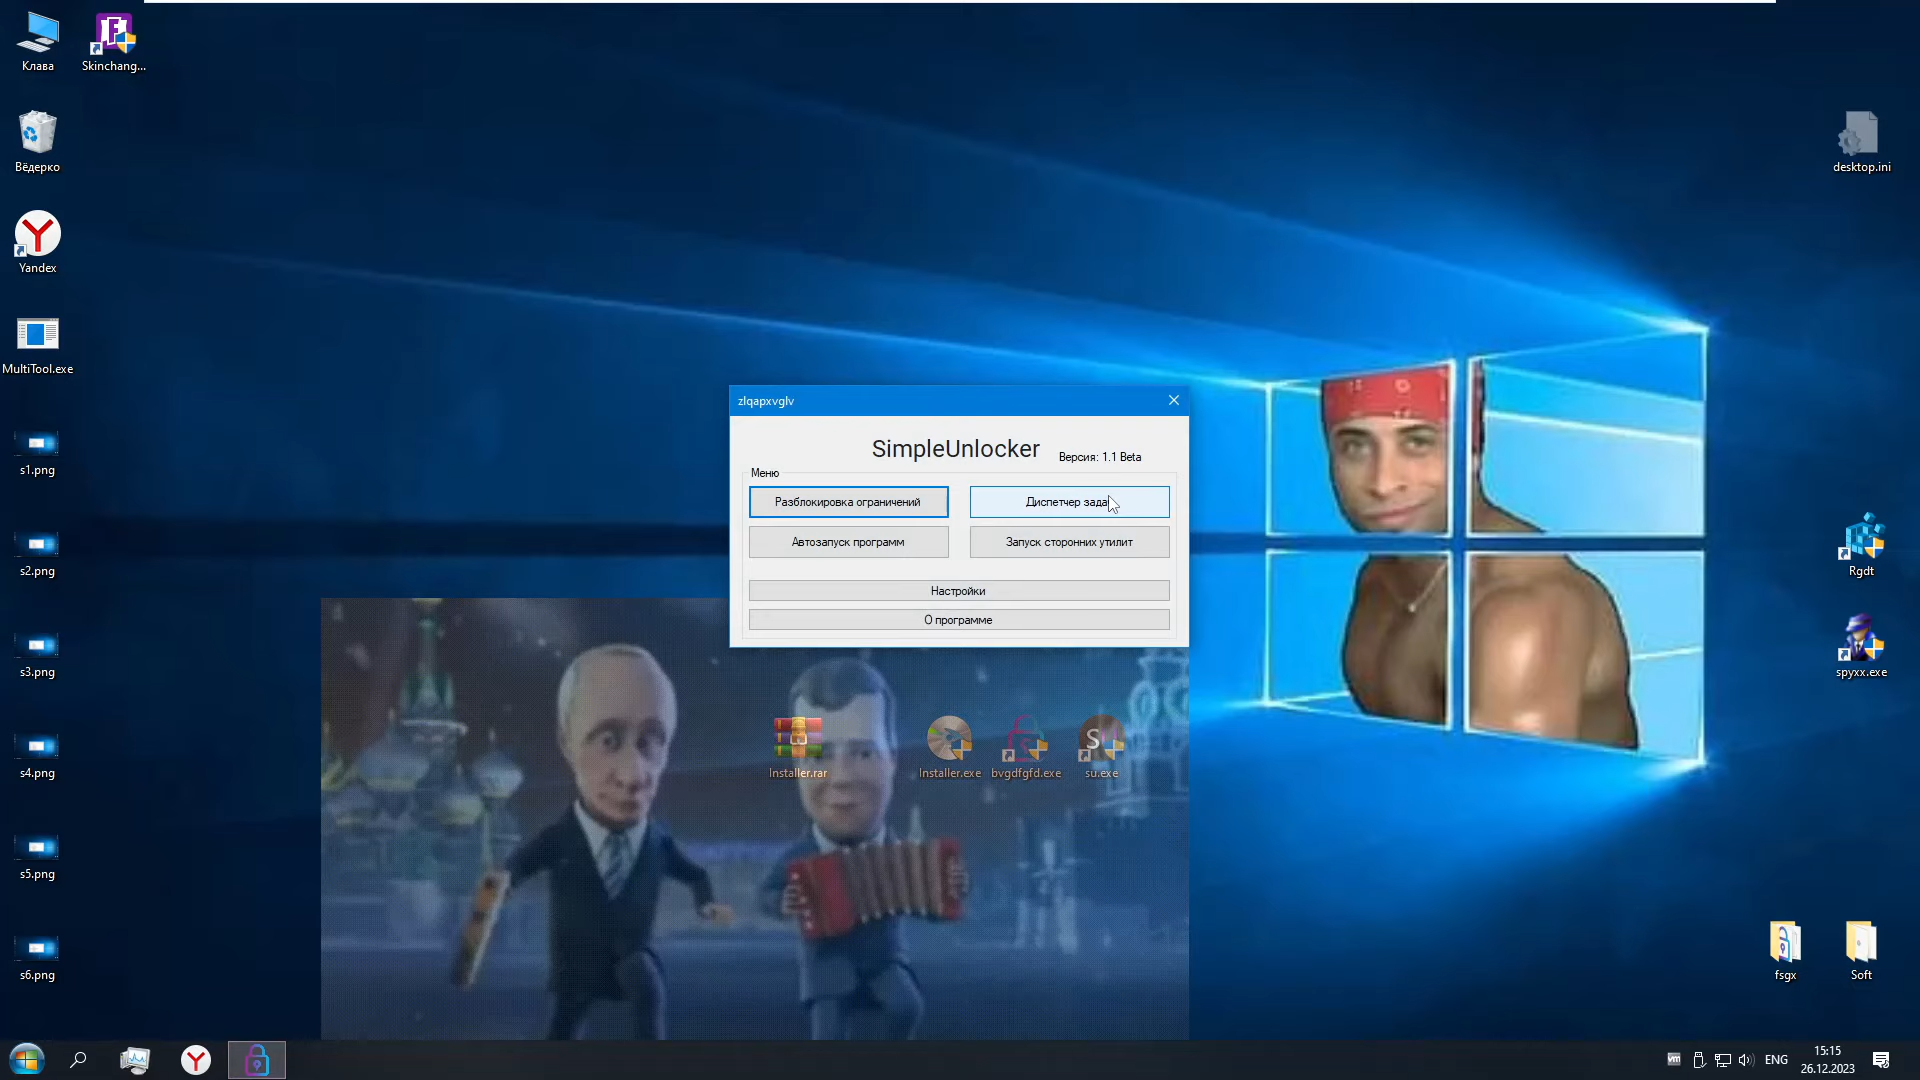 Клава
Skinchang...
Вёдерко
desktop.ini
Yandex
MultiTool.exe
s1.png
s2.png
s3.png
s4.png
s5.png
s6.png
zlqapxvglv
SimpleUnlocker
Версия: 1.1 Beta
Меню
Разблокировка ограничений
Диспетчер зада
Автозапуск программ
Запуск сторонних утилит
Настройки
О программе
Installer.rar
Installer.exe
bvgdfgfd.exe
su.exe
Rgdt
spyxx.exe
fsgx
Soft
ENG
15:15
26.12.2023